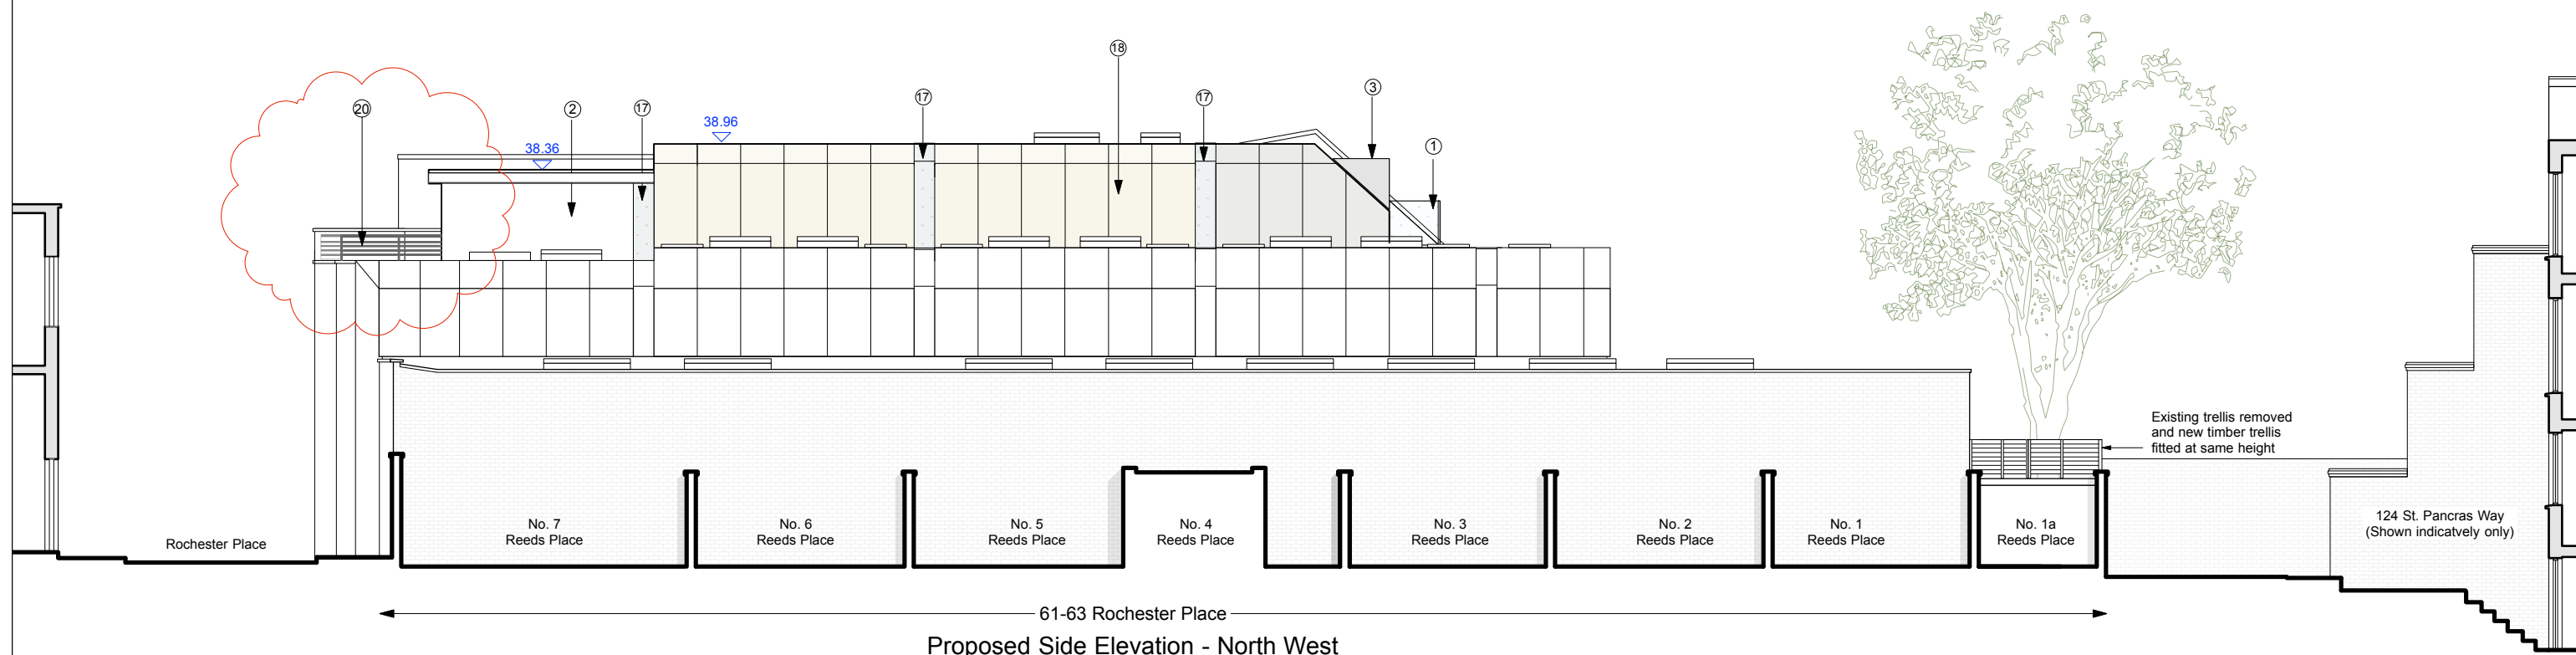 18
3
20
2
17
17
17
38.96
1
38.36
Existing trellis removed
and new timber trellis
fitted at same height
Rochester Place
No. 7
Reeds Place
No. 6
Reeds Place
No. 5
Reeds Place
No. 4
Reeds Place
No. 3
Reeds Place
No. 2
Reeds Place
No. 1
Reeds Place
No. 1a
Reeds Place
124 St. Pancras Way
(Shown indicatvely only)
61-63 Rochester Place
Proposed Side Elevation - North West